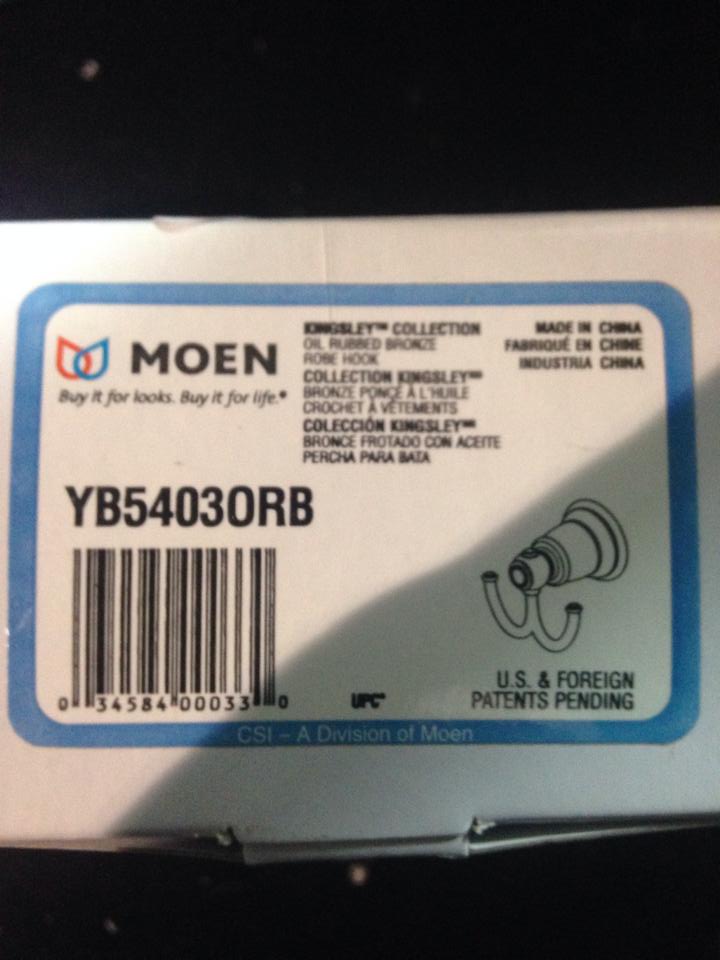 MOEN
Buy it for looks. Buy it for life.®
KINGSLEY™ COLLECTION
OIL RUBBED BRONZE
ROBE HOOK
COLLECTION KINGSLEY™
BRONZE PONÇÉ À L'HUILE
CROCHET À VÊTEMENTS
COLECCIÓN KINGSLEY™
BRONCE FROTADO CON ACEITE
PERCHA PARA BATA
MADE IN CHINA
FABRIQUÉ EN CHINE
INDUSTRIA CHINA
YB5403ORB
0 34584 00033 0
UPC
U.S. & FOREIGN
PATENTS PENDING
CSI – A Division of Moen